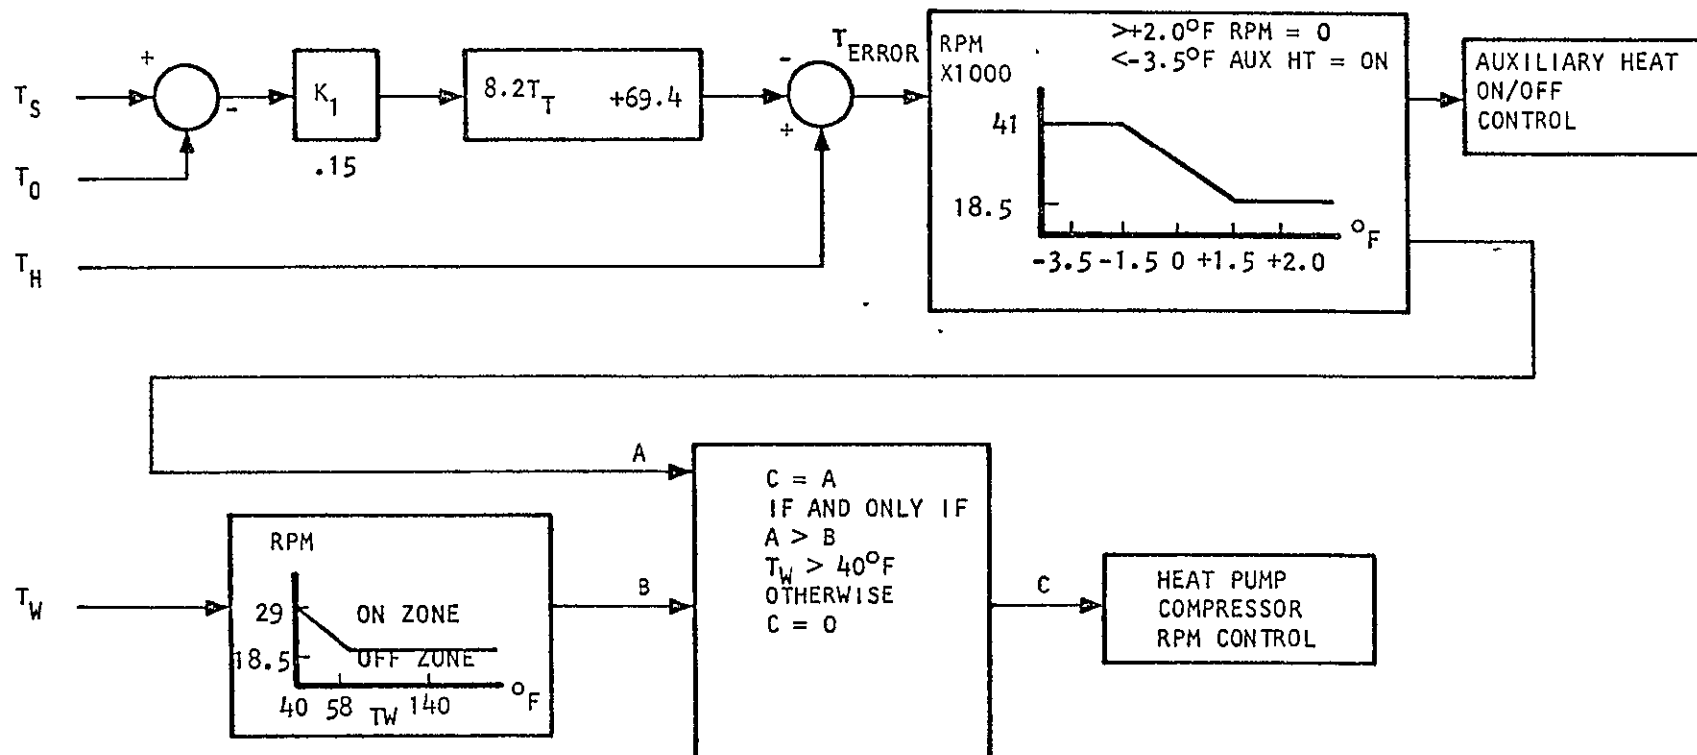 T_S
+
-
K₁
.15
8.2T_T +69.4
-
+
T_ERROR
T_O
T_H
RPM
X1000
>+2.0°F RPM = 0
<-3.5°F AUX HT = ON
41
18.5
°F
-3.5 -1.5 0 +1.5 +2.0
AUXILIARY HEAT
ON/OFF
CONTROL
A
T_W
RPM
29
ON ZONE
18.5
OFF ZONE
40 58 TW 140
°F
B
C = A
IF AND ONLY IF
A > B
T_W > 40°F
OTHERWISE
C = 0
C
HEAT PUMP
COMPRESSOR
RPM CONTROL